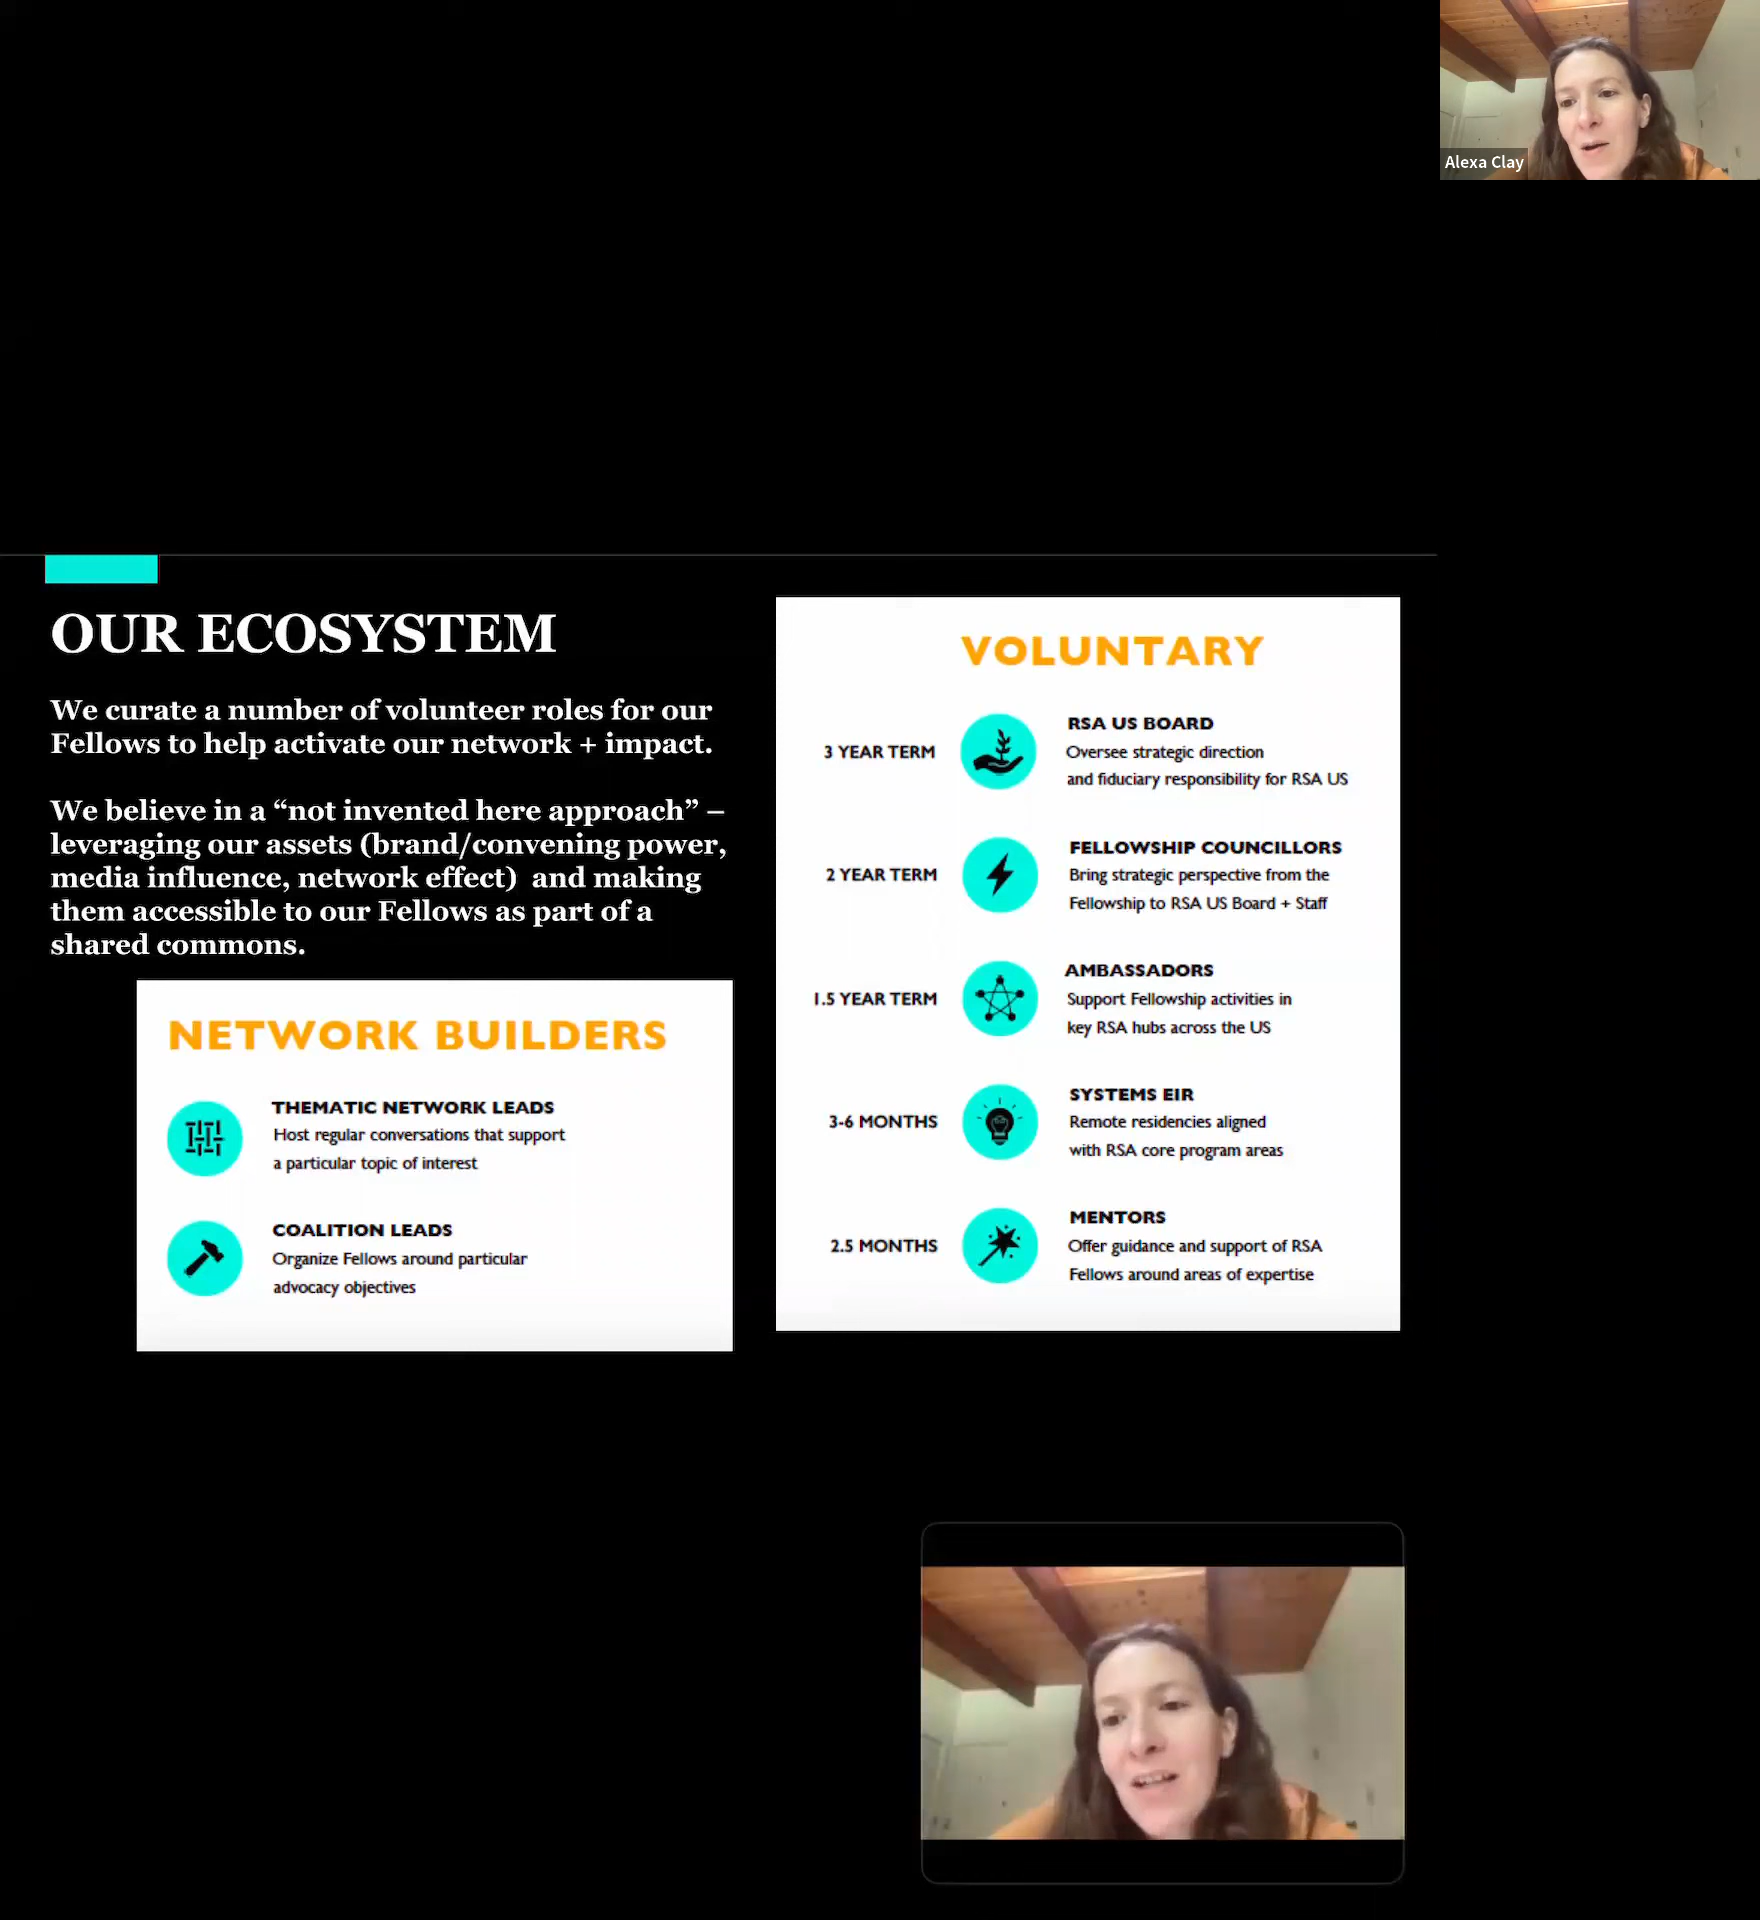 Alexa Clay
OUR ECOSYSTEM
We curate a number of volunteer roles for our
Fellows to help activate our network + impact.
We believe in a “not invented here approach” –
leveraging our assets (brand/convening power,
media influence, network effect)  and making
them accessible to our Fellows as part of a
shared commons.
NETWORK BUILDERS
THEMATIC NETWORK LEADS
Host regular conversations that support
a particular topic of interest
COALITION LEADS
Organize Fellows around particular
advocacy objectives
VOLUNTARY
3 YEAR TERM
RSA US BOARD
Oversee strategic direction
and fiduciary responsibility for RSA US
2 YEAR TERM
FELLOWSHIP COUNCILLORS
Bring strategic perspective from the
Fellowship to RSA US Board + Staff
1.5 YEAR TERM
AMBASSADORS
Support Fellowship activities in
key RSA hubs across the US
3-6 MONTHS
SYSTEMS EIR
Remote residencies aligned
with RSA core program areas
2.5 MONTHS
MENTORS
Offer guidance and support of RSA
Fellows around areas of expertise